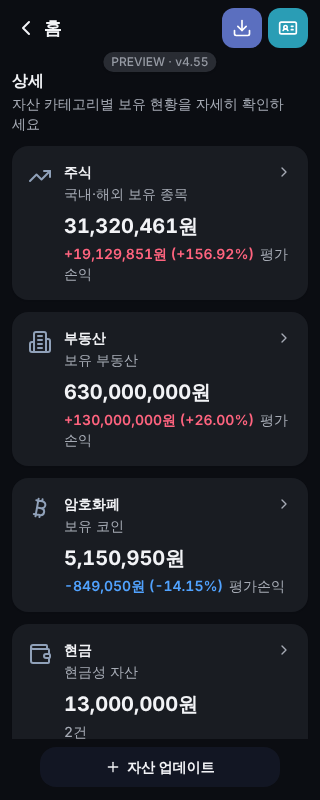 홈
PREVIEW · v4.55
상세
자산 카테고리별 보유 현황을 자세히 확인하
세요
주식
국내·해외 보유 종목
31,320,461원
+19,129,851원 (+156.92%) 평가
손익
부동산
보유 부동산
630,000,000원
+130,000,000원 (+26.00%) 평가
손익
암호화폐
보유 코인
5,150,950원
-849,050원 (-14.15%) 평가손익
현금
현금성 자산
13,000,000원
2건
+ 자산 업데이트